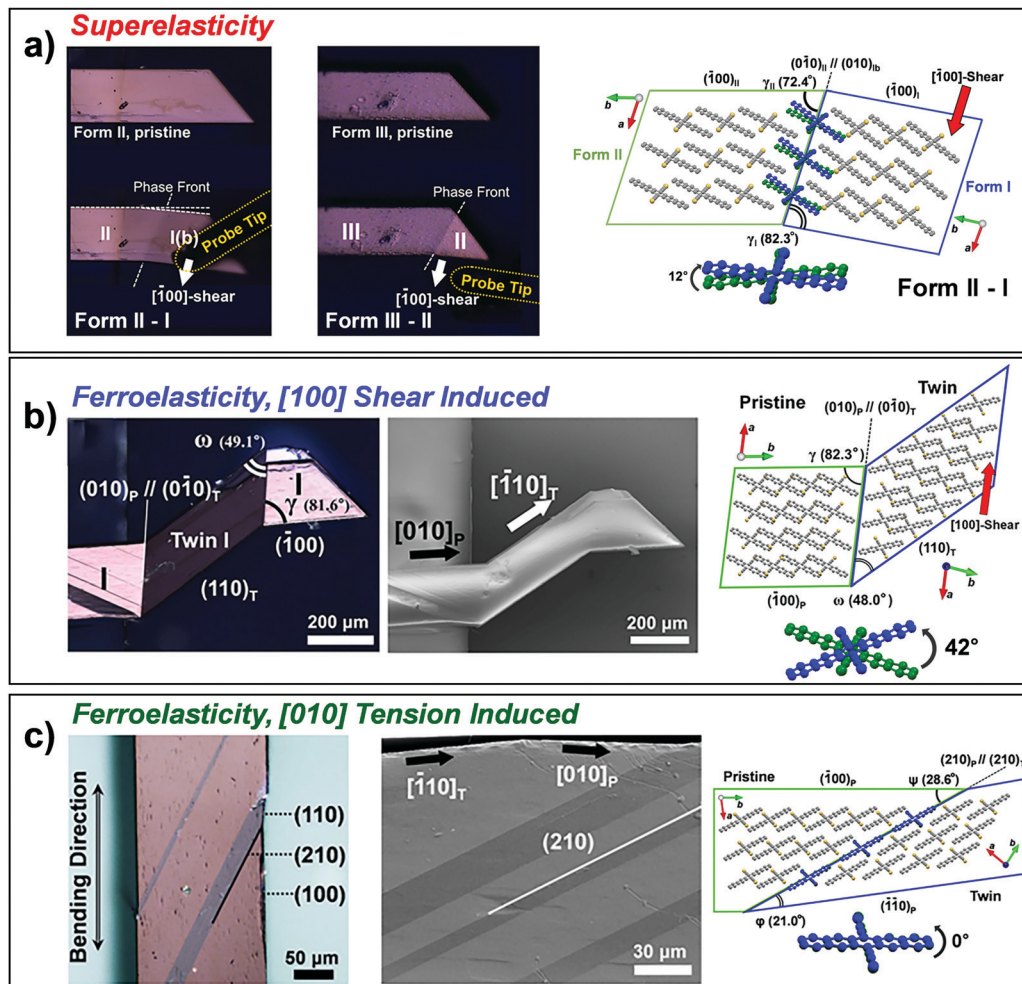 a)
Superelasticity
Form II, pristine
Phase Front
II
I(b)
Probe Tip
[1̄00]-shear
Form II - I
Form III, pristine
Phase Front
III
II
Probe Tip
[1̄00]-shear
Form III - II
(1̄00)II
γII (72.4°)
(01̄0)II // (010)Ib
(1̄00)I
[1̄00]-Shear
b
a
Form II
Form I
b
a
γI (82.3°)
12°
Form II - I
b)
Ferroelasticity, [100] Shear Induced
ω (49.1°)
I
(010)P // (01̄0)T
γ (81.6°)
Twin I
(1̄00)
I
(110)T
200 μm
[1̄10]T
[010]P
200 μm
Pristine
Twin
(010)P // (01̄0)T
a
b
γ (82.3°)
[100]-Shear
(110)T
b
a
(1̄00)P
ω (48.0°)
42°
c)
Ferroelasticity, [010] Tension Induced
Bending Direction
(110)
(210)
(100)
50 μm
[1̄10]T
[010]P
(210)
30 μm
(210)P // (210)T
Pristine
(1̄00)P
ψ (28.6°)
b
a
a
b
Twin
(1̄1̄0)P
φ (21.0°)
0°